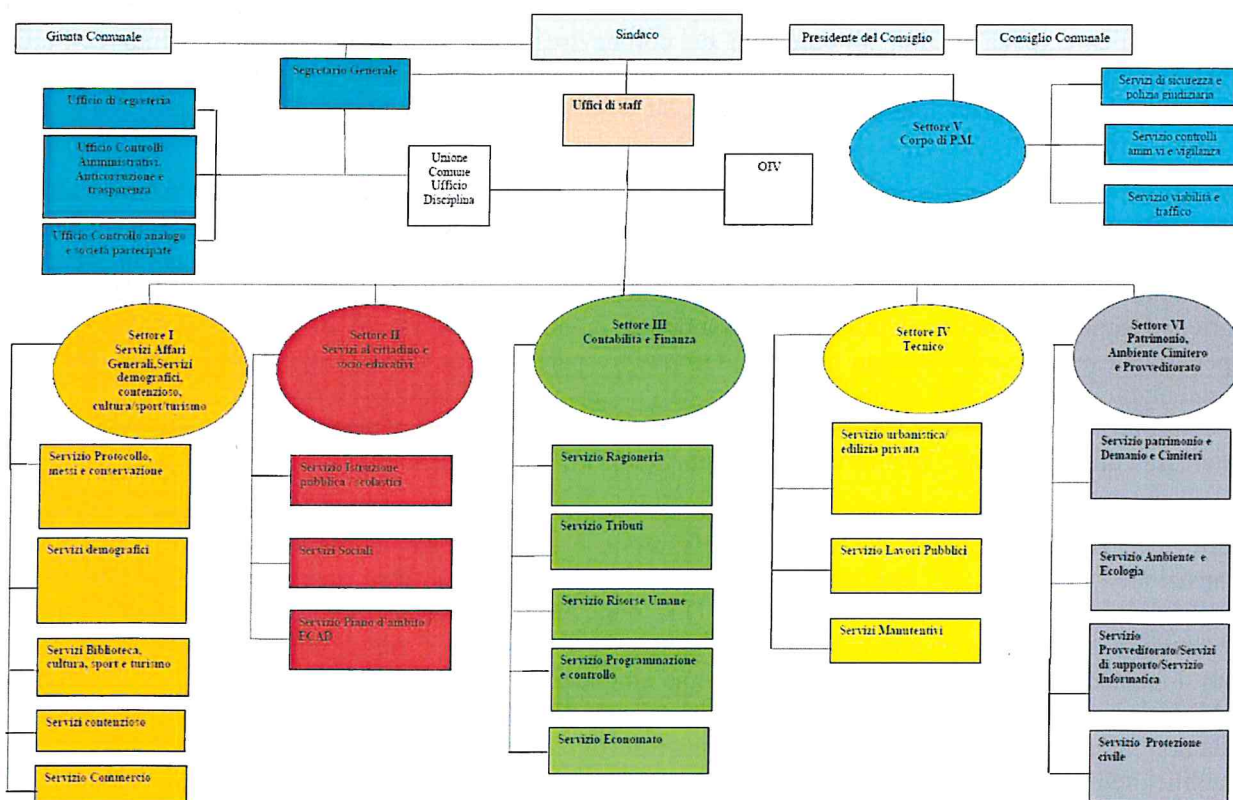 Giunta Comunale
Sindaco
Presidente del Consiglio
Consiglio Comunale
Segretario Generale
Uffici di staff
Ufficio di segreteria
Ufficio Controlli
Amministrativi,
Anticorruzione e
trasparenza
Ufficio Controllo analogo
e società partecipate
Unione
Comune
Ufficio
Disciplina
OIV
Settore V
Corpo di P.M.
Servizi di sicurezza e
polizia giudiziaria
Servizio controlli
amm.vi e vigilanza
Servizio viabilità e
traffico
Settore I
Servizi Affari
Generali,Servizi
demografici,
contenzioso,
cultura/sport/turismo
Servizio Protocollo,
messi e conservazione
Servizi demografici
Servizi Biblioteca,
cultura, sport e turismo
Servizi contenzioso
Servizio Commercio
Settore II
Servizi al cittadino e
socio educativi
Servizio Istruzione
pubblica / scolastici
Servizi Sociali
Servizio Piano d'ambito
ECAD
Settore III
Contabilità e Finanza
Servizio Ragioneria
Servizio Tributi
Servizio Risorse Umane
Servizio Programmazione
e controllo
Servizio Economato
Settore IV
Tecnico
Servizio urbanistica/
edilizia privata
Servizio Lavori Pubblici
Servizi Manutentivi
Settore VI
Patrimonio,
Ambiente Cimitero
e Provveditorato
Servizio patrimonio e
Demanio e Cimiteri
Servizio Ambiente e
Ecologia
Servizio
Provveditorato/Servizi
di supporto/Servizio
Informatica
Servizio Protezione
civile